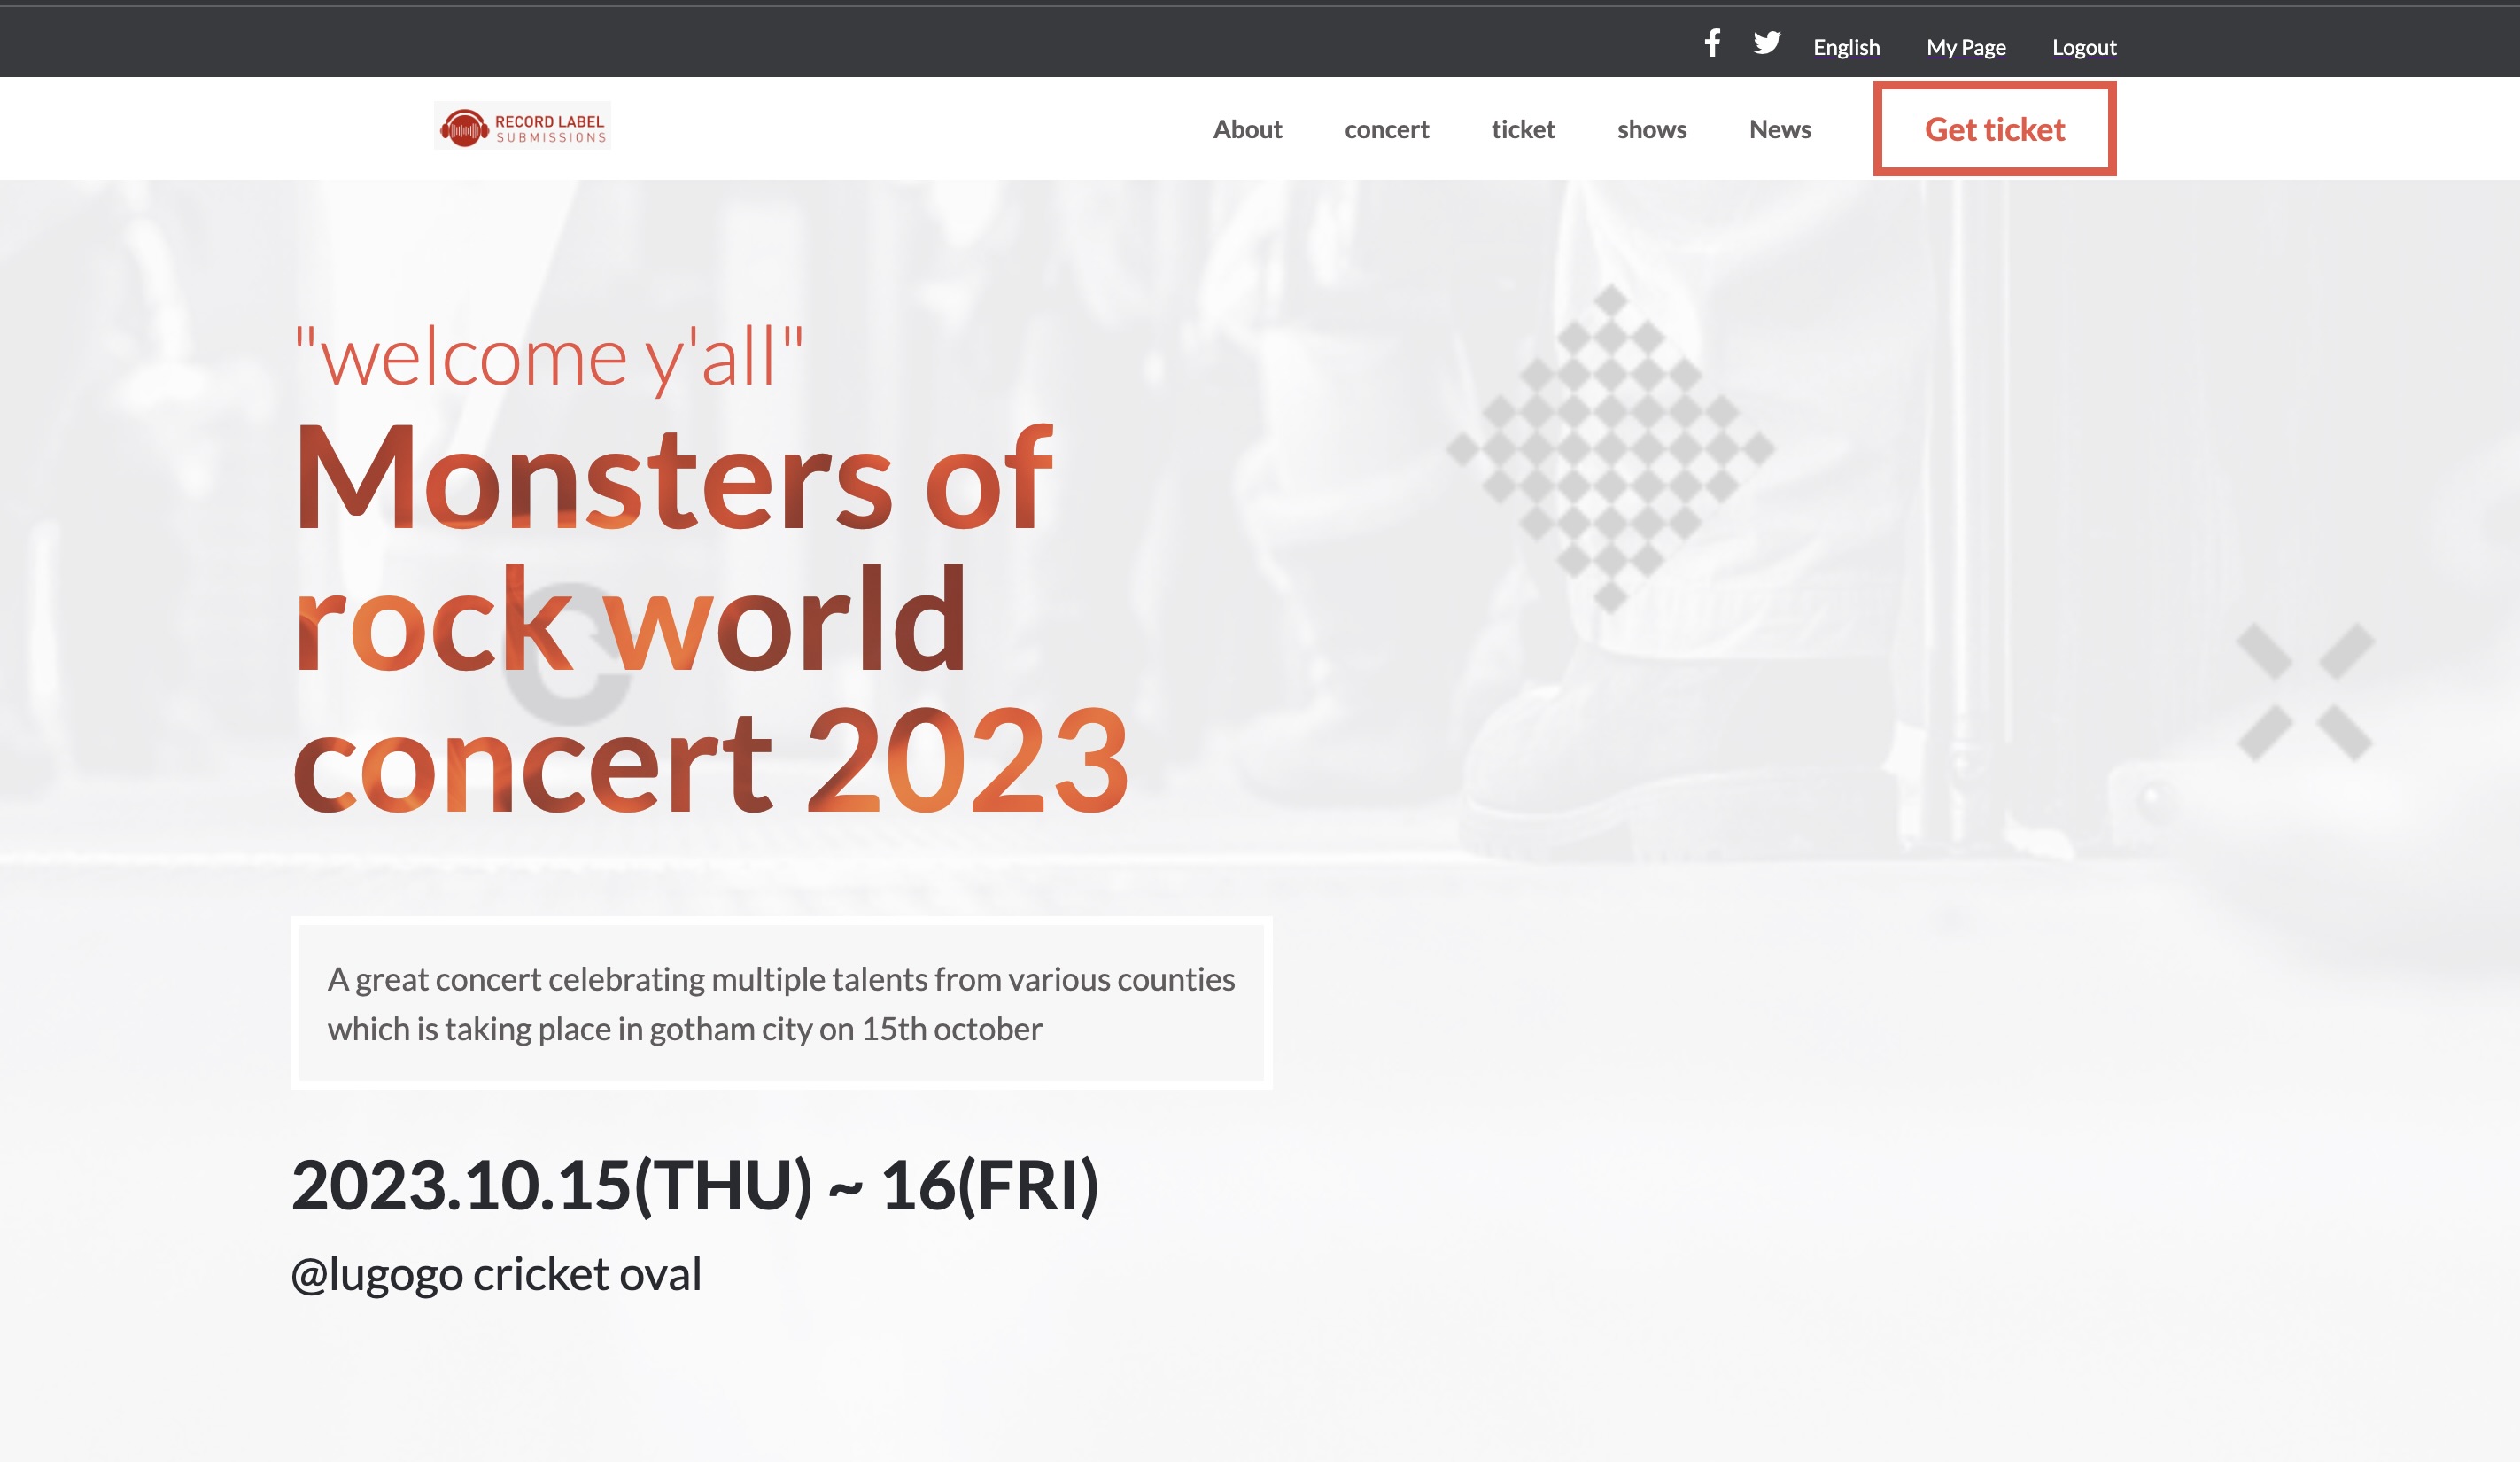 English My Page Logout
RECORD LABEL
SUBMISSIONS
About concert ticket shows News Get ticket
"welcome y'all"
Monsters of
rock world
concert 2023
A great concert celebrating multiple talents from various counties
which is taking place in gotham city on 15th october
2023.10.15(THU) ~ 16(FRI)
@lugogo cricket oval